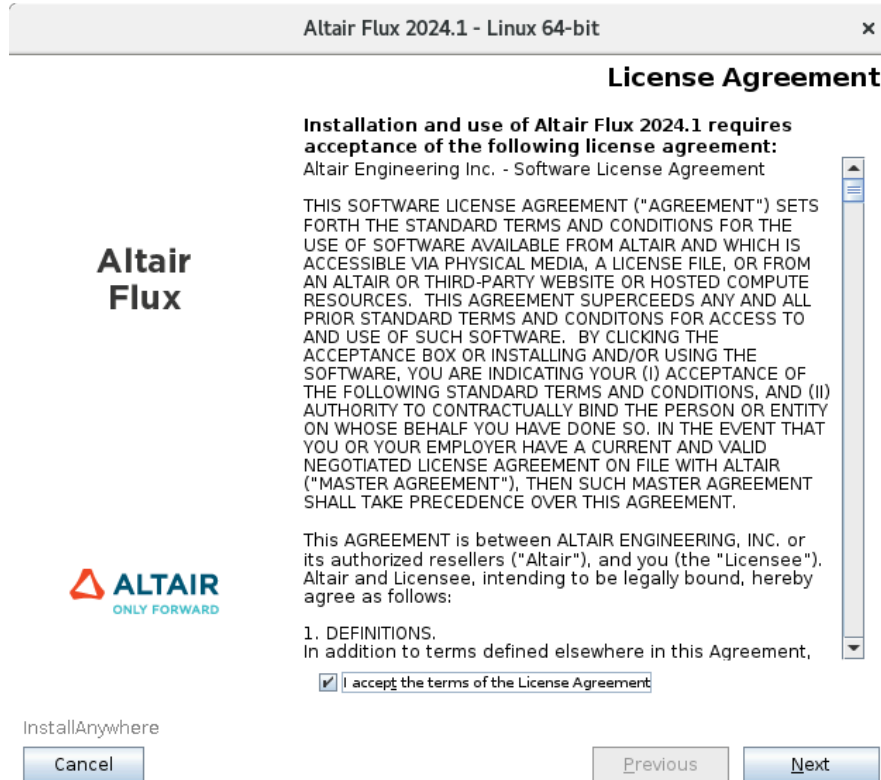 Altair Flux 2024.1 - Linux 64-bit
×
License Agreement
Installation and use of Altair Flux 2024.1 requires
acceptance of the following license agreement:
Altair Engineering Inc. - Software License Agreement
THIS SOFTWARE LICENSE AGREEMENT ("AGREEMENT") SETS
FORTH THE STANDARD TERMS AND CONDITIONS FOR THE
USE OF SOFTWARE AVAILABLE FROM ALTAIR AND WHICH IS
ACCESSIBLE VIA PHYSICAL MEDIA, A LICENSE FILE, OR FROM
AN ALTAIR OR THIRD-PARTY WEBSITE OR HOSTED COMPUTE
RESOURCES.  THIS AGREEMENT SUPERCEEDS ANY AND ALL
PRIOR STANDARD TERMS AND CONDITONS FOR ACCESS TO
AND USE OF SUCH SOFTWARE.  BY CLICKING THE
ACCEPTANCE BOX OR INSTALLING AND/OR USING THE
SOFTWARE, YOU ARE INDICATING YOUR (I) ACCEPTANCE OF
THE FOLLOWING STANDARD TERMS AND CONDITIONS, AND (II)
AUTHORITY TO CONTRACTUALLY BIND THE PERSON OR ENTITY
ON WHOSE BEHALF YOU HAVE DONE SO. IN THE EVENT THAT
YOU OR YOUR EMPLOYER HAVE A CURRENT AND VALID
NEGOTIATED LICENSE AGREEMENT ON FILE WITH ALTAIR
("MASTER AGREEMENT"), THEN SUCH MASTER AGREEMENT
SHALL TAKE PRECEDENCE OVER THIS AGREEMENT.
This AGREEMENT is between ALTAIR ENGINEERING, INC. or
its authorized resellers ("Altair"), and you (the "Licensee").
Altair and Licensee, intending to be legally bound, hereby
agree as follows:
1. DEFINITIONS.
In addition to terms defined elsewhere in this Agreement,
I accept the terms of the License Agreement
Altair
Flux
ALTAIR
ONLY FORWARD
InstallAnywhere
Cancel
Previous
Next